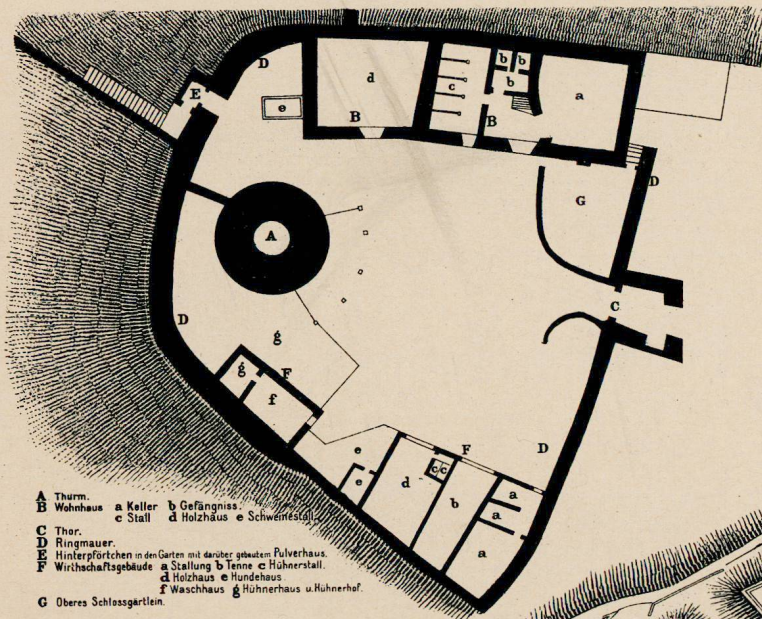 D
E
e
d
B
c
b
b
b
B
a
D
G
A
C
D
g
g
F
f
e
e
d
c
c
F
b
D
a
a
a
A Thurm.
B Wohnhaus a Keller b Gefängniss.
c Stall d Holzhäus e Schweinestall.
C Thor.
D Ringmauer.
E Hinterpförtchen in den Garten mit darüber gebautem Pulverhaus.
F Wirthschaftsgebäude a Stallung b Tenne c Hühnerstall.
d Holzhaus e Hundehaus
f Waschhaus g Hühnerhaus u. Hühnerhof.
G Oberes Schlossgärtlein.